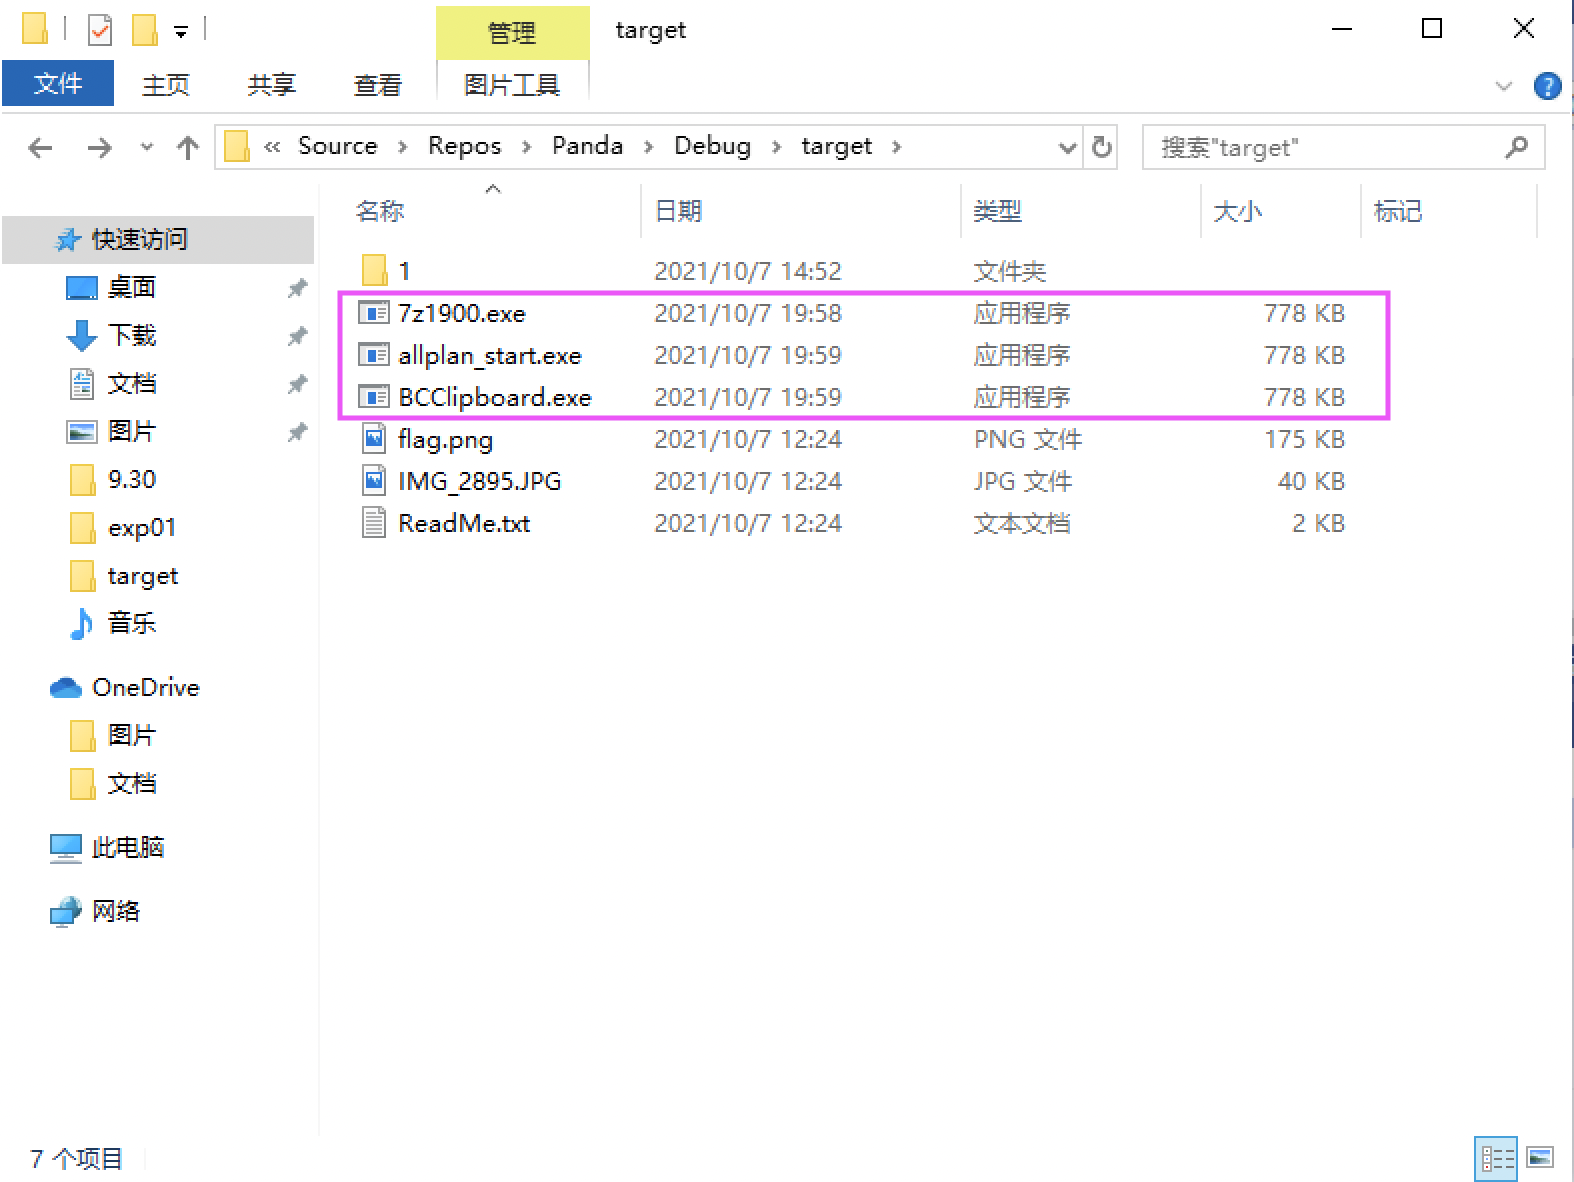 管理 target
文件 主页 共享 查看 图片工具
« Source › Repos › Panda › Debug › target › 搜索"target"
名称 日期 类型 大小 标记
快速访问
桌面
下载
文档
图片
9.30
exp01
target
音乐
OneDrive
图片
文档
此电脑
网络
1 2021/10/7 14:52 文件夹
7z1900.exe 2021/10/7 19:58 应用程序 778 KB
allplan_start.exe 2021/10/7 19:59 应用程序 778 KB
BCClipboard.exe 2021/10/7 19:59 应用程序 778 KB
flag.png 2021/10/7 12:24 PNG 文件 175 KB
IMG_2895.JPG 2021/10/7 12:24 JPG 文件 40 KB
ReadMe.txt 2021/10/7 12:24 文本文档 2 KB
7 个项目